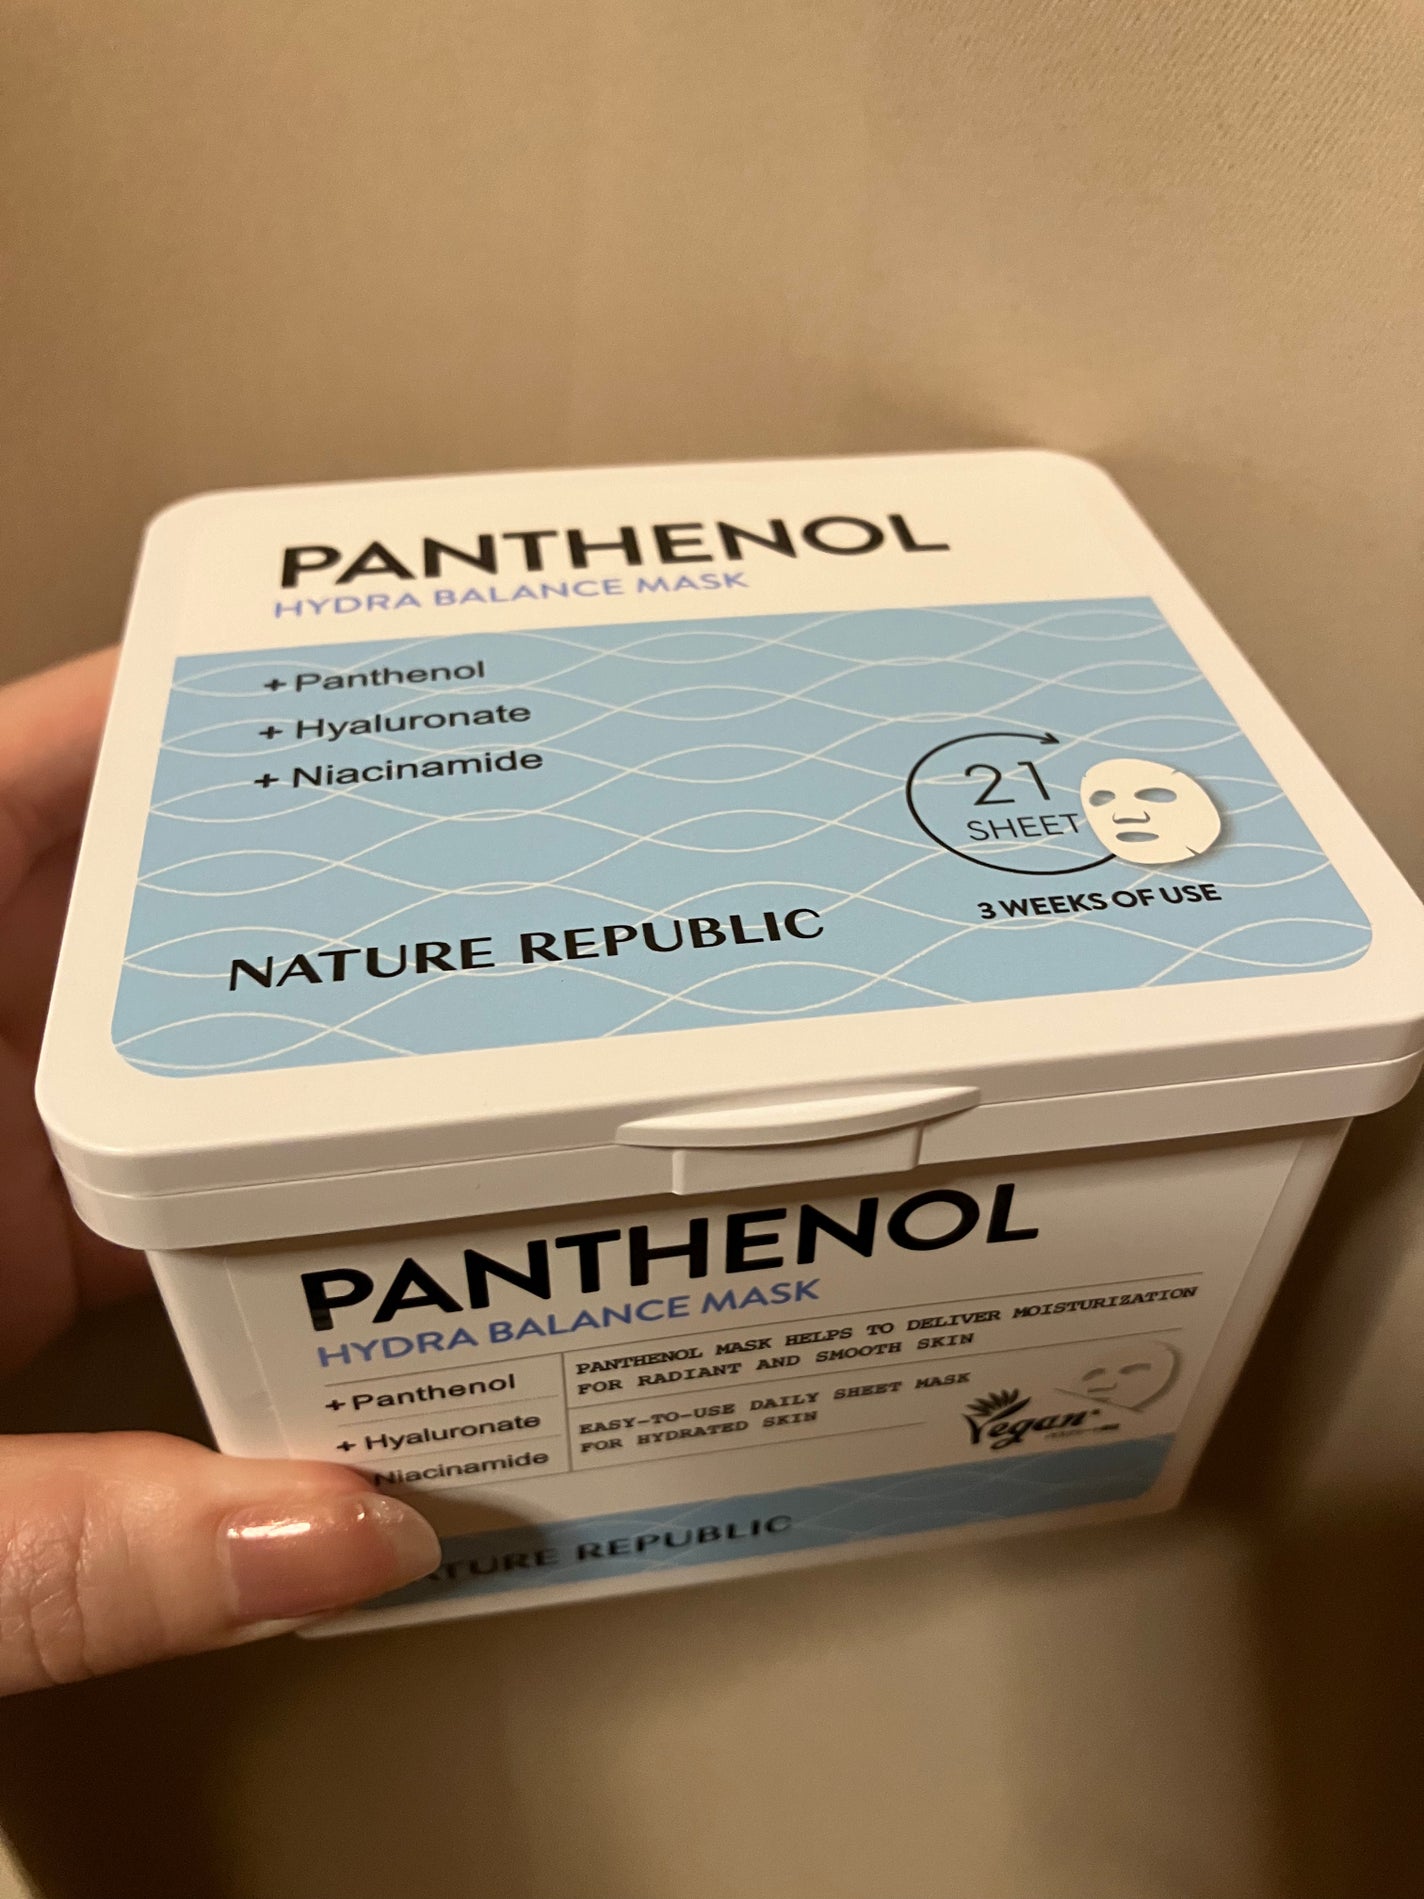 PANTHENOL
HYDRA BALANCE MASK
+ Panthenol
+ Hyaluronate
+ Niacinamide
21
SHEET
3 WEEKS OF USE
NATURE REPUBLIC
PANTHENOL
HYDRA BALANCE MASK
+ Panthenol
+ Hyaluronate
Niacinamide
PANTHENOL MASK HELPS TO DELIVER MOISTURIZATION
FOR RADIANT AND SMOOTH SKIN
EASY-TO-USE DAILY SHEET MASK
FOR HYDRATED SKIN
Vegan
ATURE REPUBLIC